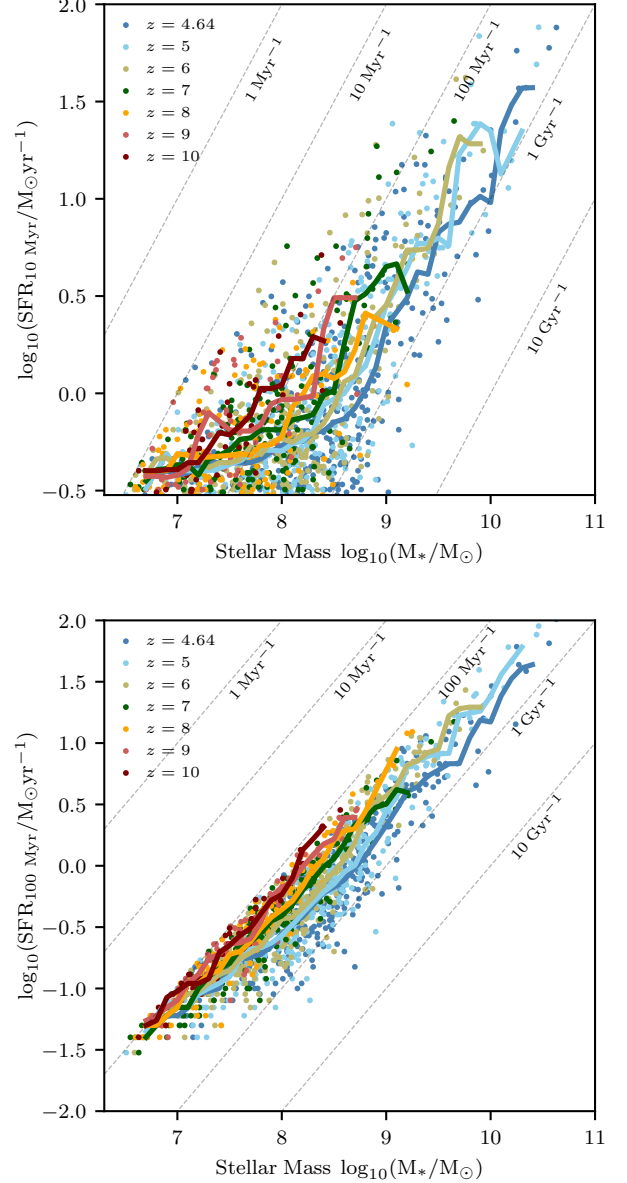 2.0
1.5
1.0
0.5
0.0
−0.5
log₁₀(SFR₁₀ Myr/M⊙yr⁻¹)
z = 4.64
z = 5
z = 6
z = 7
z = 8
z = 9
z = 10
1 Myr⁻¹
10 Myr⁻¹
100 Myr⁻¹
1 Gyr⁻¹
10 Gyr⁻¹
7 8 9 10 11
Stellar Mass log₁₀(M*/M⊙)
2.0
1.5
1.0
0.5
0.0
−0.5
−1.0
−1.5
−2.0
log₁₀(SFR₁₀₀ Myr/M⊙yr⁻¹)
z = 4.64
z = 5
z = 6
z = 7
z = 8
z = 9
z = 10
1 Myr⁻¹
10 Myr⁻¹
100 Myr⁻¹
1 Gyr⁻¹
10 Gyr⁻¹
7 8 9 10 11
Stellar Mass log₁₀(M*/M⊙)